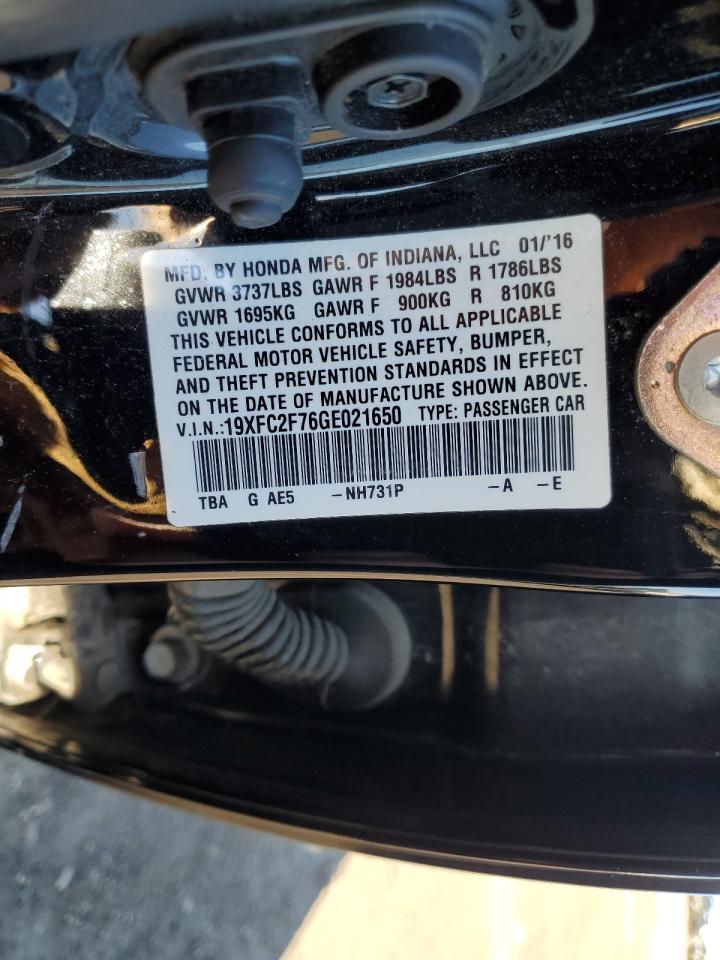 MFD. BY HONDA MFG. OF INDIANA, LLC 01/'16
GVWR 3737LBS GAWR F 1984LBS R 1786LBS
GVWR 1695KG GAWR F 900KG R 810KG
THIS VEHICLE CONFORMS TO ALL APPLICABLE
FEDERAL MOTOR VEHICLE SAFETY, BUMPER,
AND THEFT PREVENTION STANDARDS IN EFFECT
ON THE DATE OF MANUFACTURE SHOWN ABOVE.
V.I.N.:19XFC2F76GE021650 TYPE: PASSENGER CAR
TBA G AE5 -NH731P -A -E